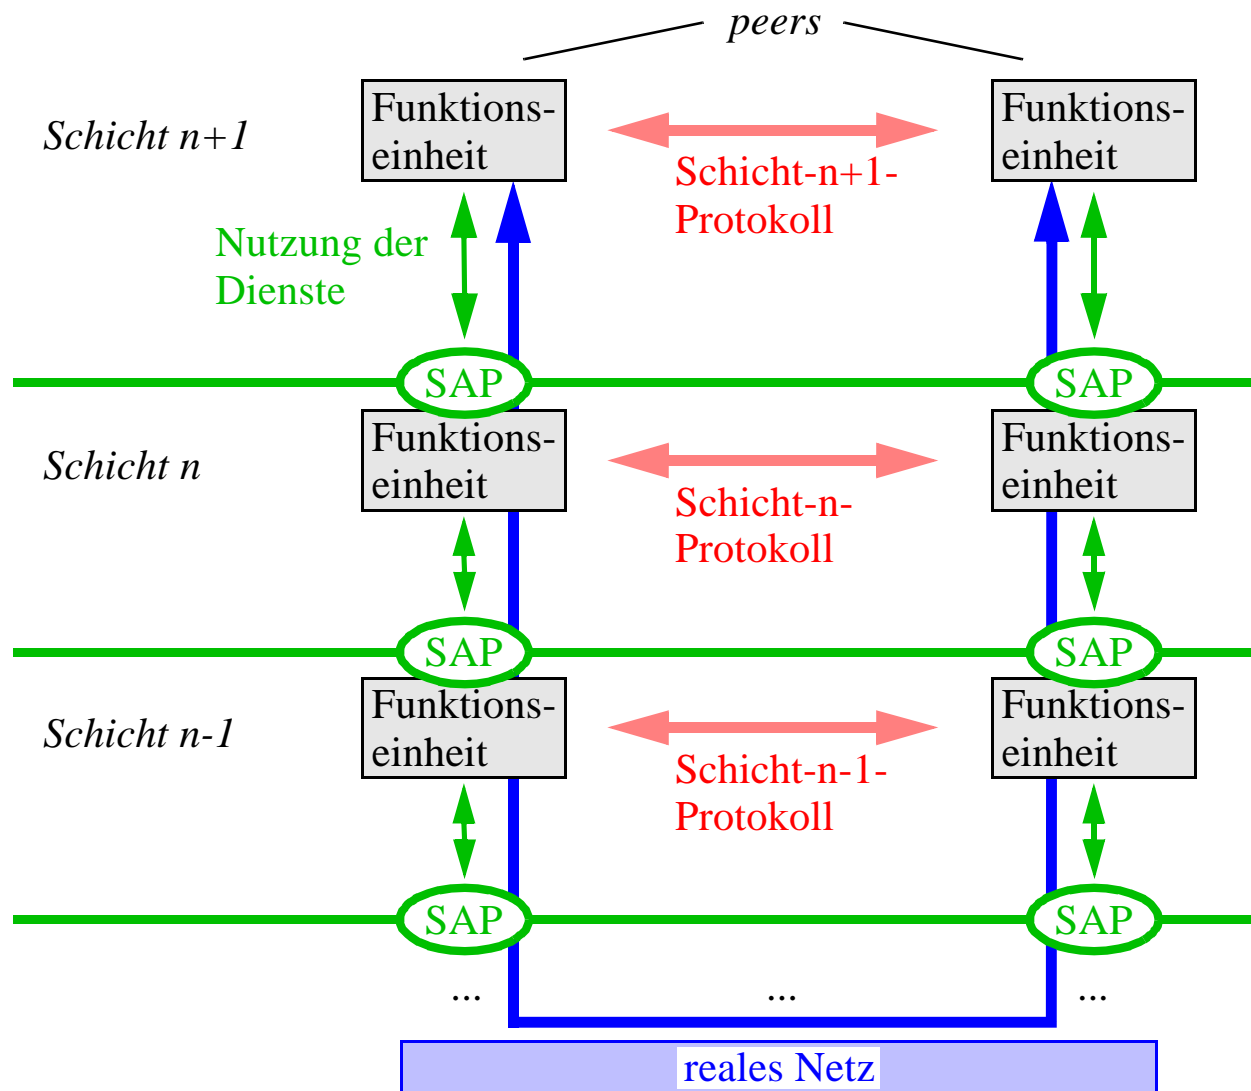 peers
Funktions-
einheit
Funktions-
einheit
Schicht n+1
Schicht-n+1-
Protokoll
Nutzung der
Dienste
SAP
SAP
Funktions-
einheit
Funktions-
einheit
Schicht n
Schicht-n-
Protokoll
SAP
SAP
Funktions-
einheit
Funktions-
einheit
Schicht n-1
Schicht-n-1-
Protokoll
SAP
SAP
... ... ...
reales Netz